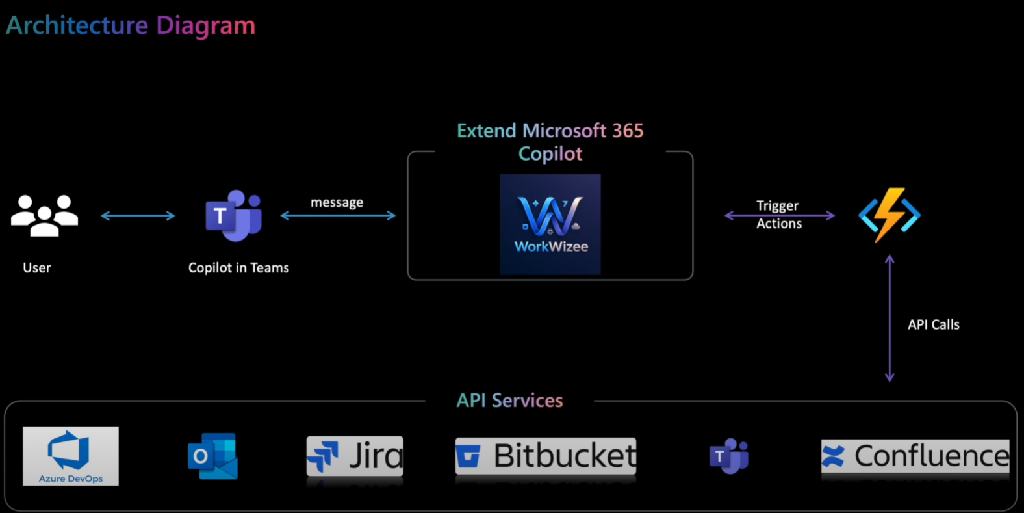 Architecture Diagram
Extend Microsoft 365
Copilot
message
WorkWizee
Trigger
Actions
T
User
Copilot in Teams
API Calls
API Services
Azure DevOps
O
Jira
Bitbucket
T
Confluence